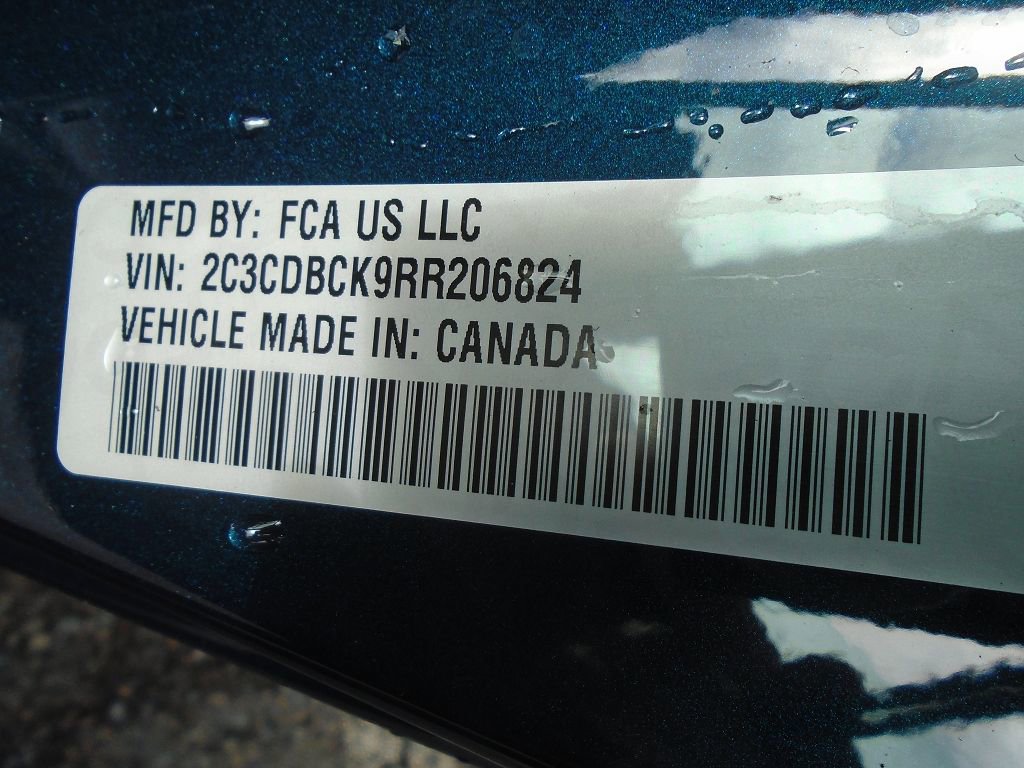 MFD BY: FCA US LLC
VIN: 2C3CDBCK9RR206824
VEHICLE MADE IN: CANADA